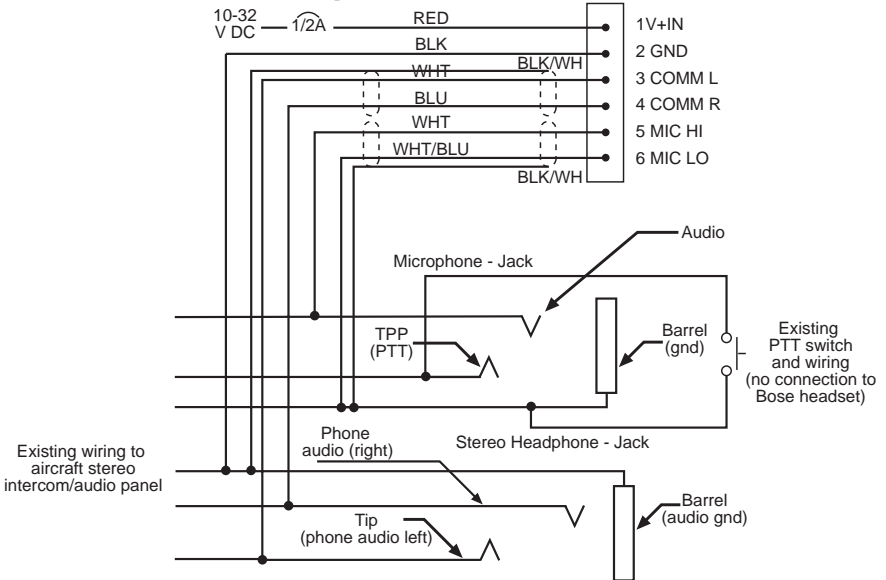 10-32
V DC
1/2A
RED
1V+IN
BLK
2 GND
BLK/WH
WHT
3 COMM L
BLU
4 COMM R
WHT
5 MIC HI
WHT/BLU
6 MIC LO
BLK/WH
Audio
Microphone - Jack
TPP
(PTT)
Barrel
(gnd)
Existing
PTT switch
and wiring
(no connection to
Bose headset)
Phone
audio (right)
Stereo Headphone - Jack
Existing wiring to
aircraft stereo
intercom/audio panel
Tip
(phone audio left)
Barrel
(audio gnd)